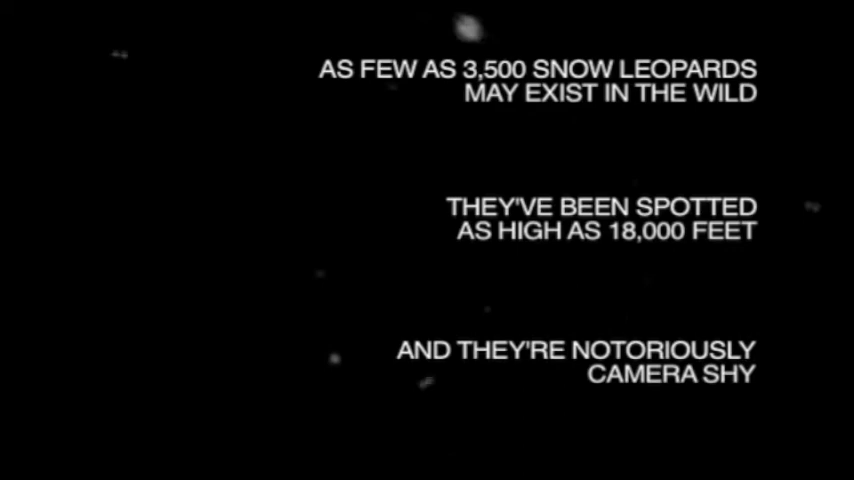 AS FEW AS 3,500 SNOW LEOPARDS
MAY EXIST IN THE WILD
THEY'VE BEEN SPOTTED
AS HIGH AS 18,000 FEET
AND THEY'RE NOTORIOUSLY
CAMERA SHY